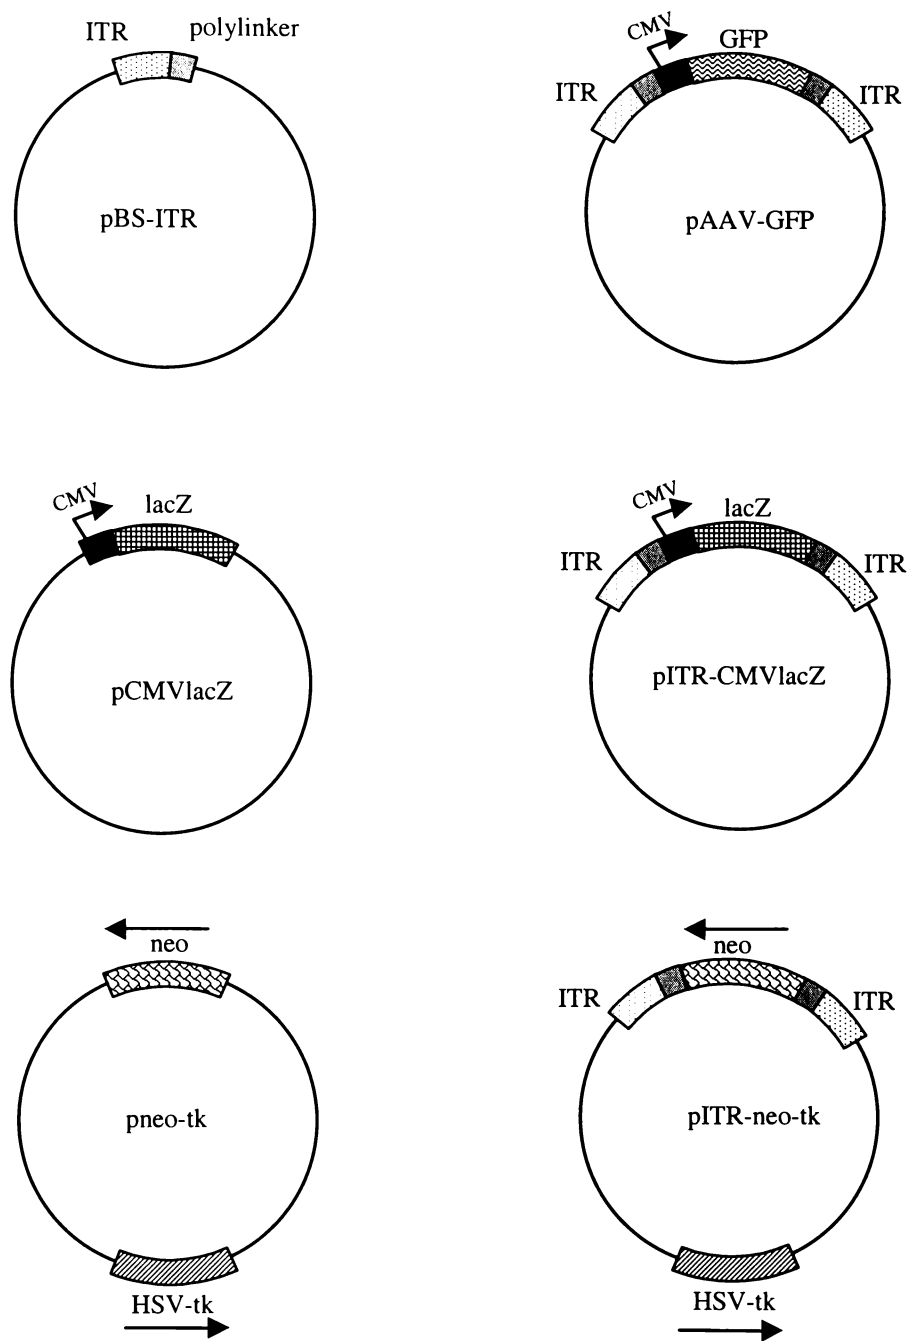 ITR polylinker
pBS-ITR
CMV
GFP
ITR
ITR
pAAV-GFP
CMV
lacZ
pCMVlacZ
CMV
lacZ
ITR
ITR
pITR-CMVlacZ
neo
pneo-tk
HSV-tk
neo
ITR
ITR
pITR-neo-tk
HSV-tk